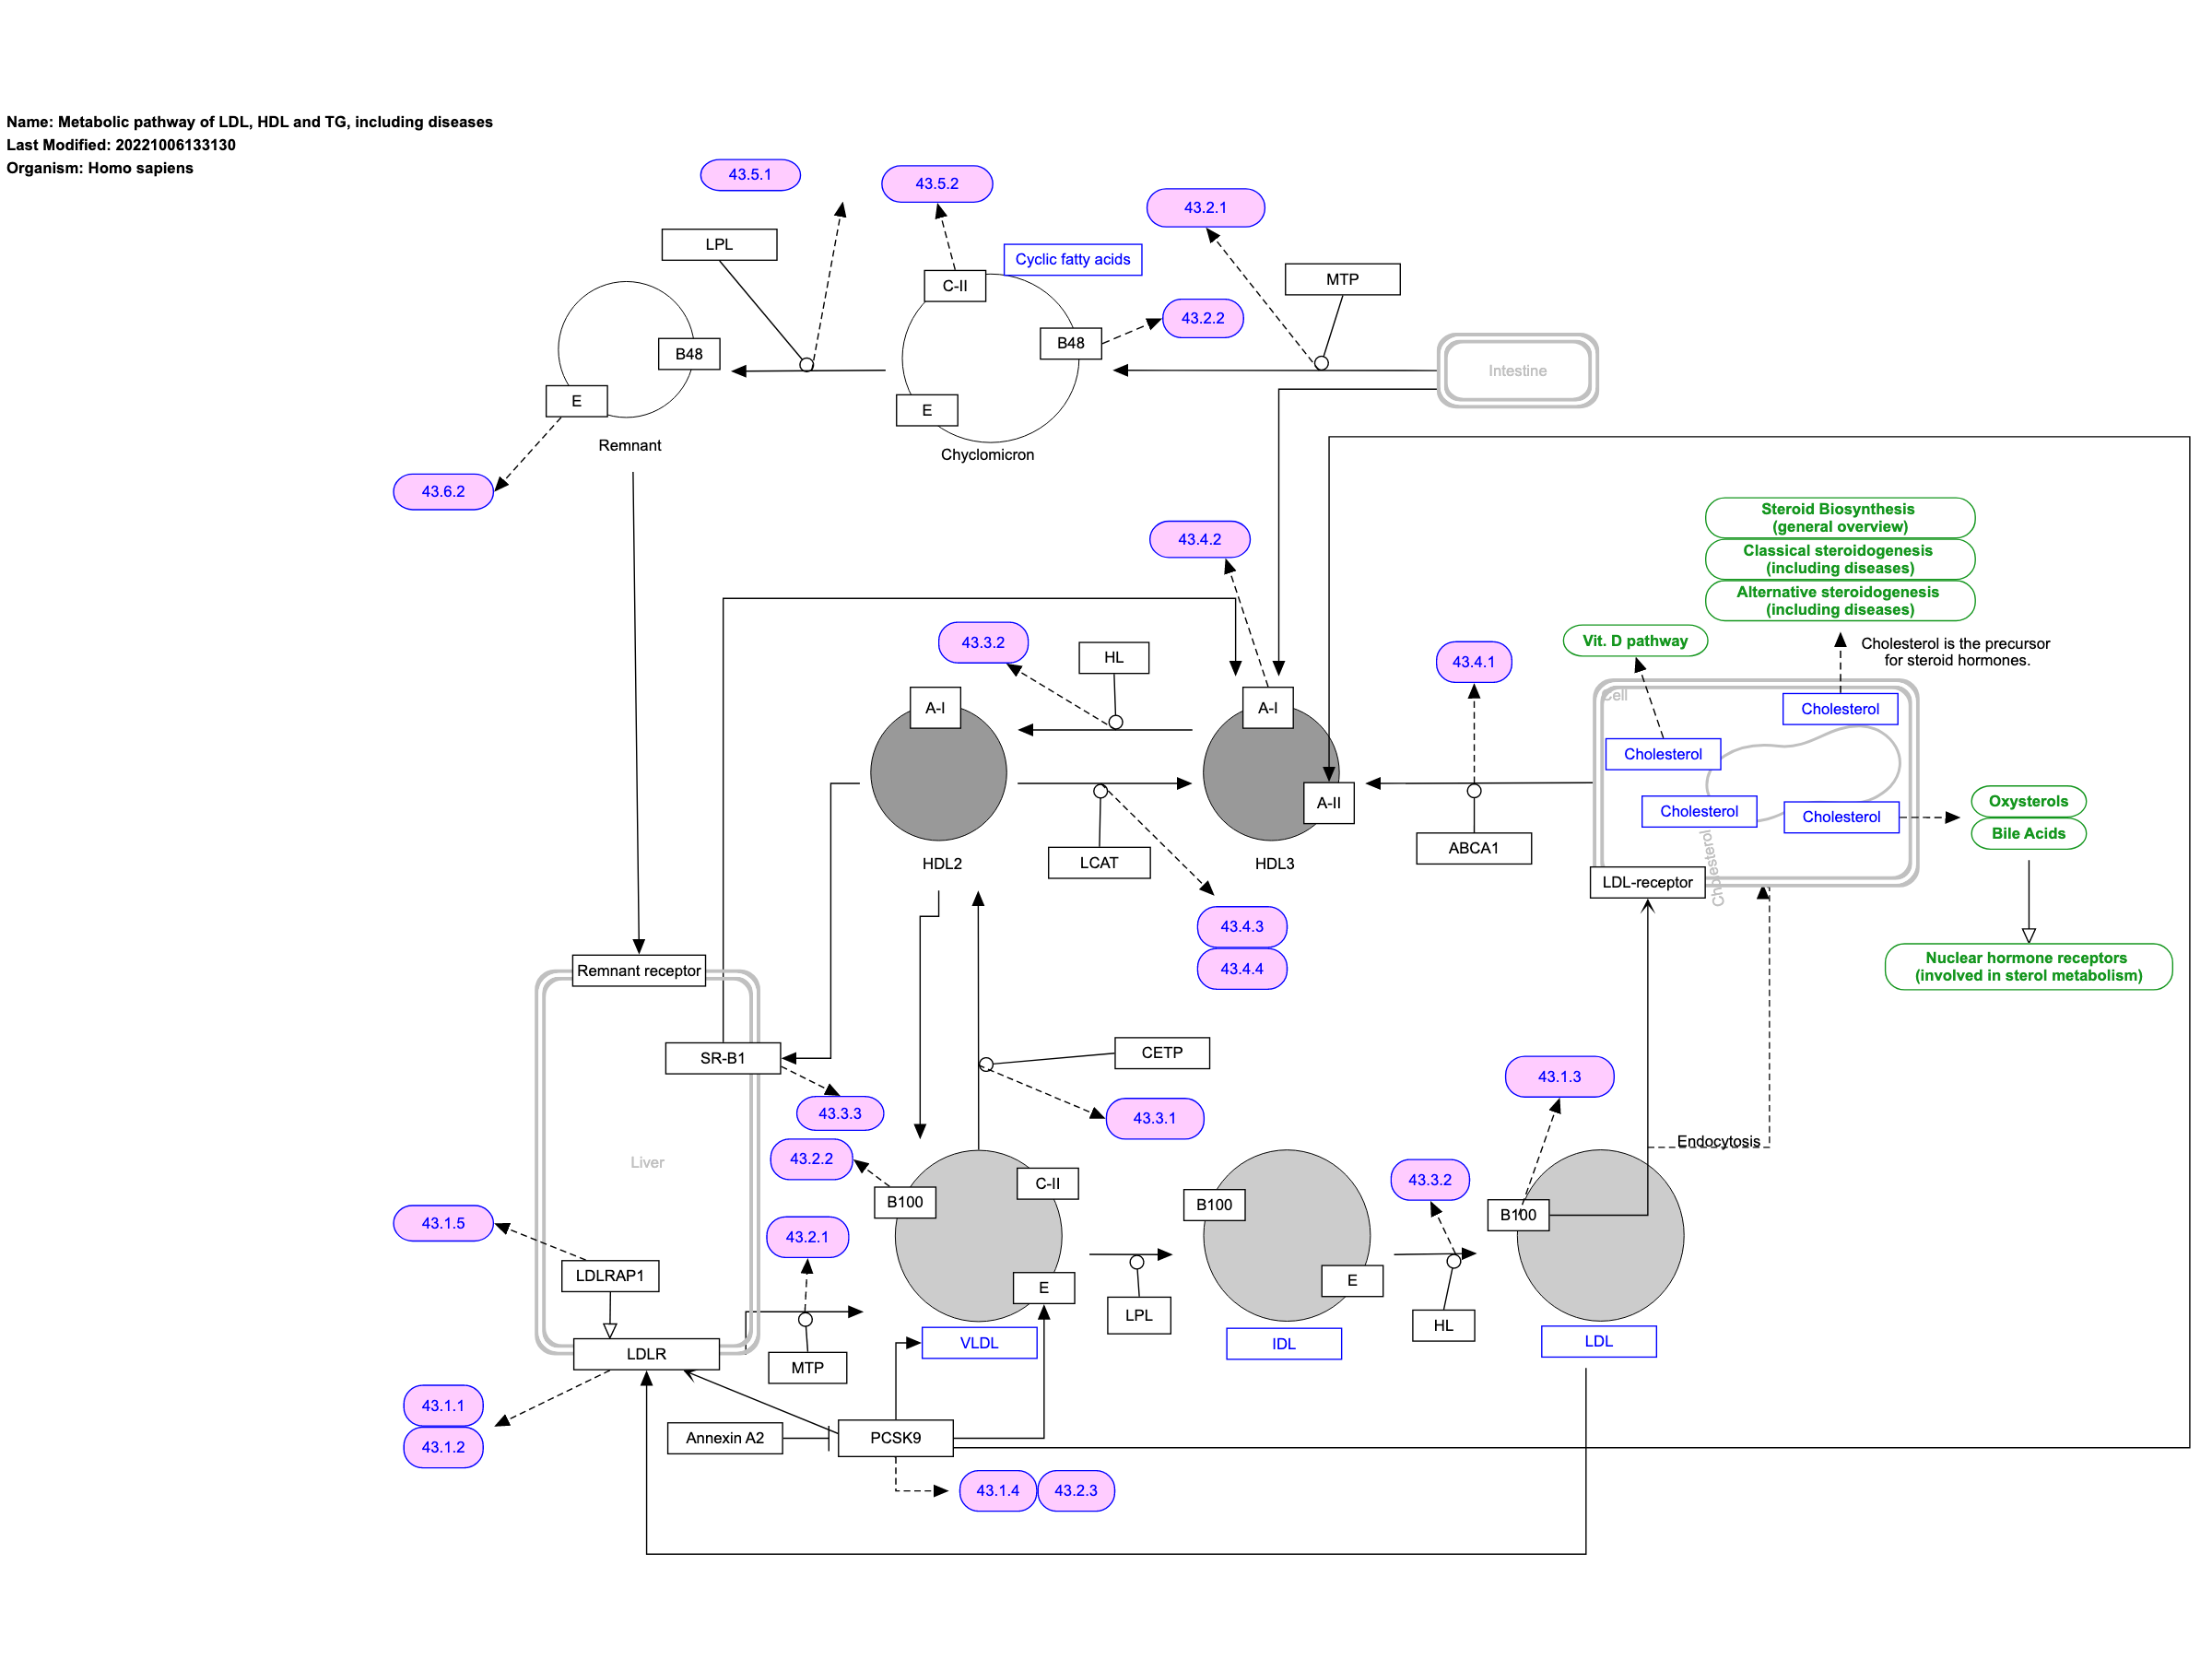 Name: Metabolic pathway of LDL, HDL and TG, including diseases
Last Modified: 20221006133130
Organism: Homo sapiens
43.5.1
43.5.2
43.2.1
LPL
Cyclic fatty acids
MTP
C-II
43.2.2
B48
B48
Intestine
E
E
Remnant
Chyclomicron
43.6.2
Steroid Biosynthesis
(general overview)
43.4.2
Classical steroidogenesis
(including diseases)
Alternative steroidogenesis
(including diseases)
43.3.2
HL
Vit. D pathway
Cholesterol is the precursor
for steroid hormones.
43.4.1
Cell
A-I
A-I
Cholesterol
Cholesterol
A-II
Cholesterol
Cholesterol
Oxysterols
Bile Acids
ABCA1
HDL2
LCAT
HDL3
Cholesterol
LDL-receptor
43.4.3
43.4.4
Nuclear hormone receptors
(involved in sterol metabolism)
Remnant receptor
SR-B1
CETP
43.1.3
43.3.3
43.3.1
Endocytosis
43.2.2
Liver
C-II
43.3.2
B100
B100
B100
43.1.5
43.2.1
LDLRAP1
E
E
LPL
HL
VLDL
IDL
LDL
LDLR
MTP
43.1.1
43.1.2
Annexin A2
PCSK9
43.1.4
43.2.3